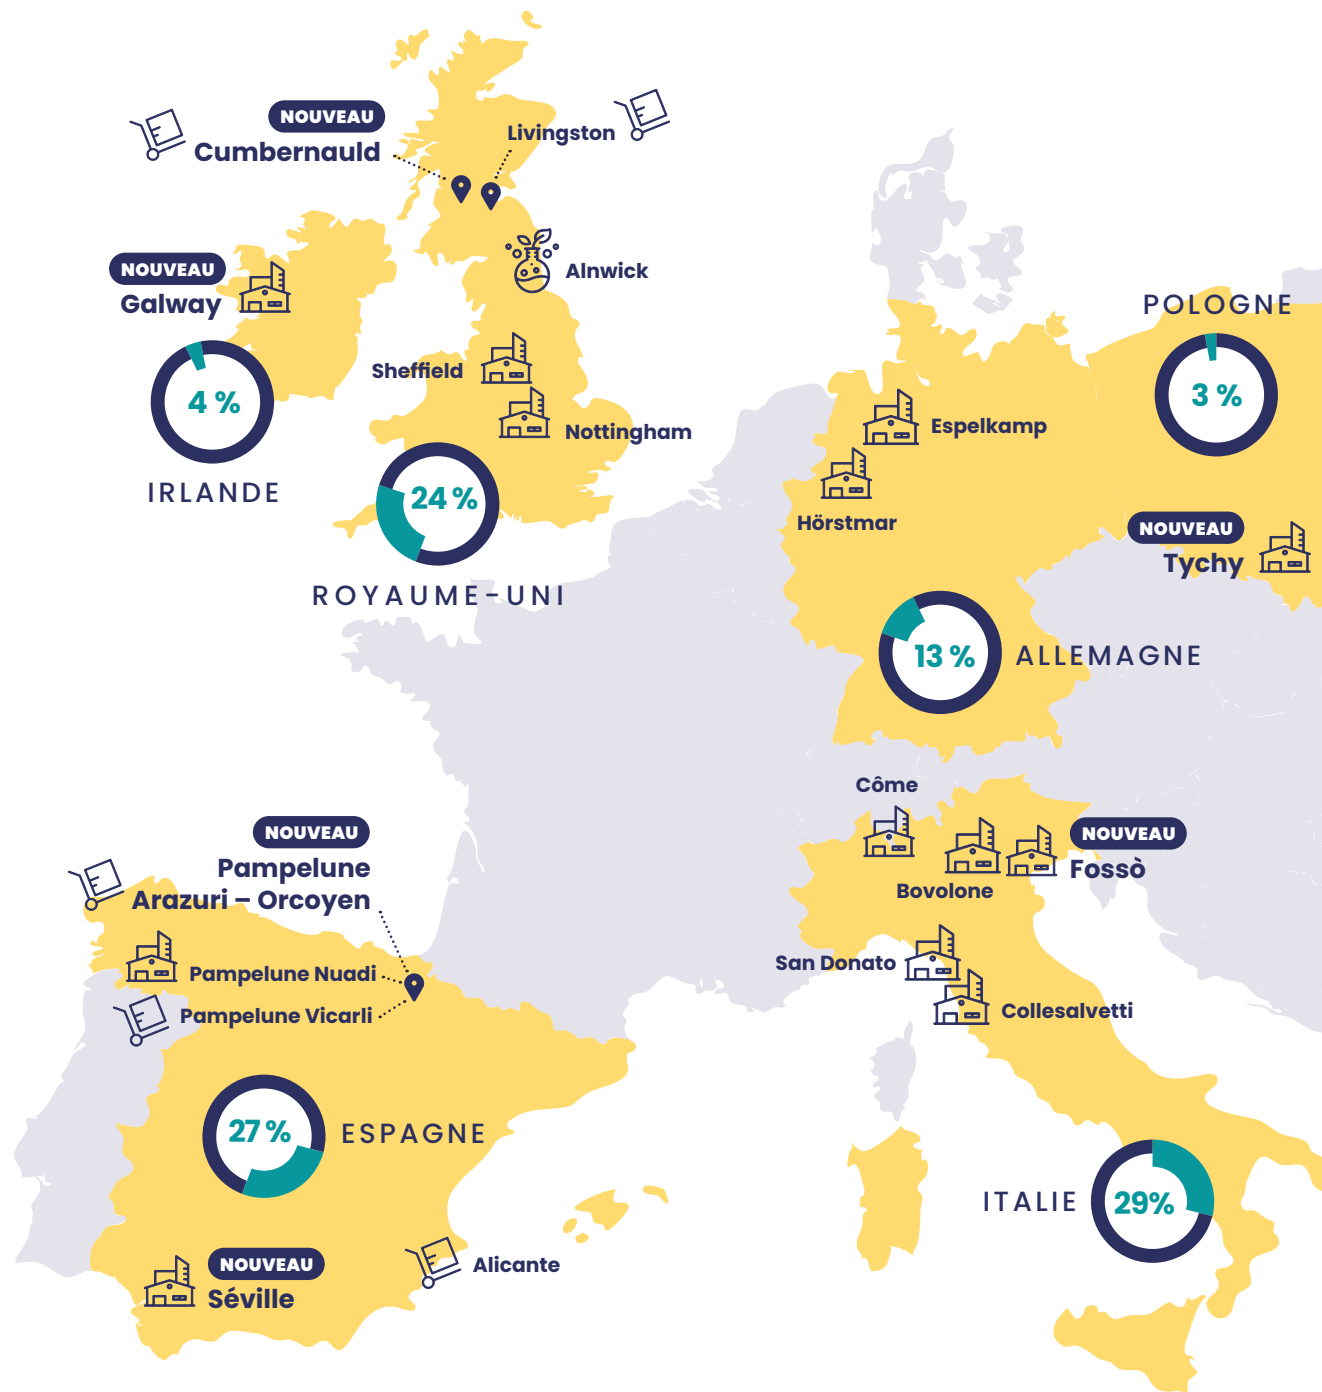 NOUVEAU
Cumbernauld
Livingston
NOUVEAU
Galway
Alnwick
4 %
IRLANDE
Sheffield
Nottingham
24 %
ROYAUME-UNI
POLOGNE
3 %
Espelkamp
Hörstmar
NOUVEAU
Tychy
13 %
ALLEMAGNE
Côme
NOUVEAU
Fossò
Bovolone
San Donato
Collesalvetti
NOUVEAU
Pampelune
Arazuri – Orcoyen
Pampelune Nuadi
Pampelune Vicarli
27 %
ESPAGNE
ITALIE
29%
NOUVEAU
Séville
Alicante